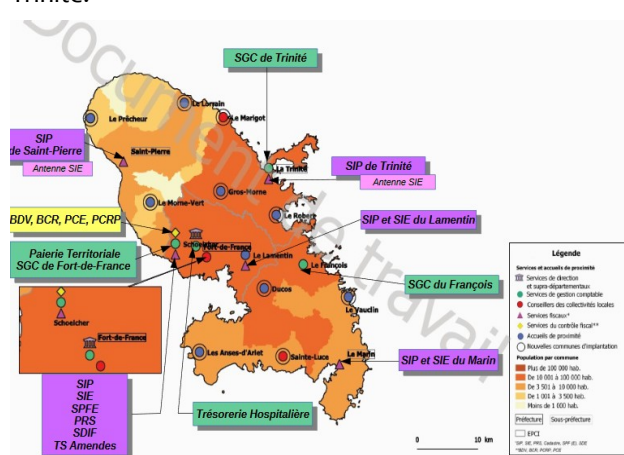 Trinité.
Document de travail
SGC de Trinité
Le Lorrain
Le Marigot
Le Prêcheur
SIP
de Saint-Pierre
Antenne SIE
Saint-Pierre
La Trinité
SIP de Trinité
Antenne SIE
Gros-Morne
Le Morne-Vert
Le Robert
BDV, BCR, PCE, PCRP
SIP et SIE du Lamentin
Schoelcher
Fort-de-France
Le Lamentin
Paierie Territoriale
SGC de Fort-de-France
Le François
SGC du François
Ducos
Le Vauclin
Schoelcher
Fort-de-France
Les Anses-d'Arlet
Sainte-Luce
Le Marin
SIP et SIE du Marin
SIP
SIE
SPFE
PRS
SDIF
TS Amendes
Trésorerie Hospitalière
0 10 km
Légende
Services et accueils de proximité
Services de direction
et supra-départementaux
Services de gestion comptable
Conseillers des collectivités locales
Services fiscaux*
Services du contrôle fiscal**
Accueils de proximité
Nouvelles communes d'implantation
Population par commune
Plus de 100 000 hab.
De 10 001 à 100 000 hab.
De 3 501 à 10 000 hab.
De 1 001 à 3 500 hab.
Moins de 1 000 hab.
Préfecture Sous-préfecture
EPCI
**BDV, BCR, PCRP, PCE